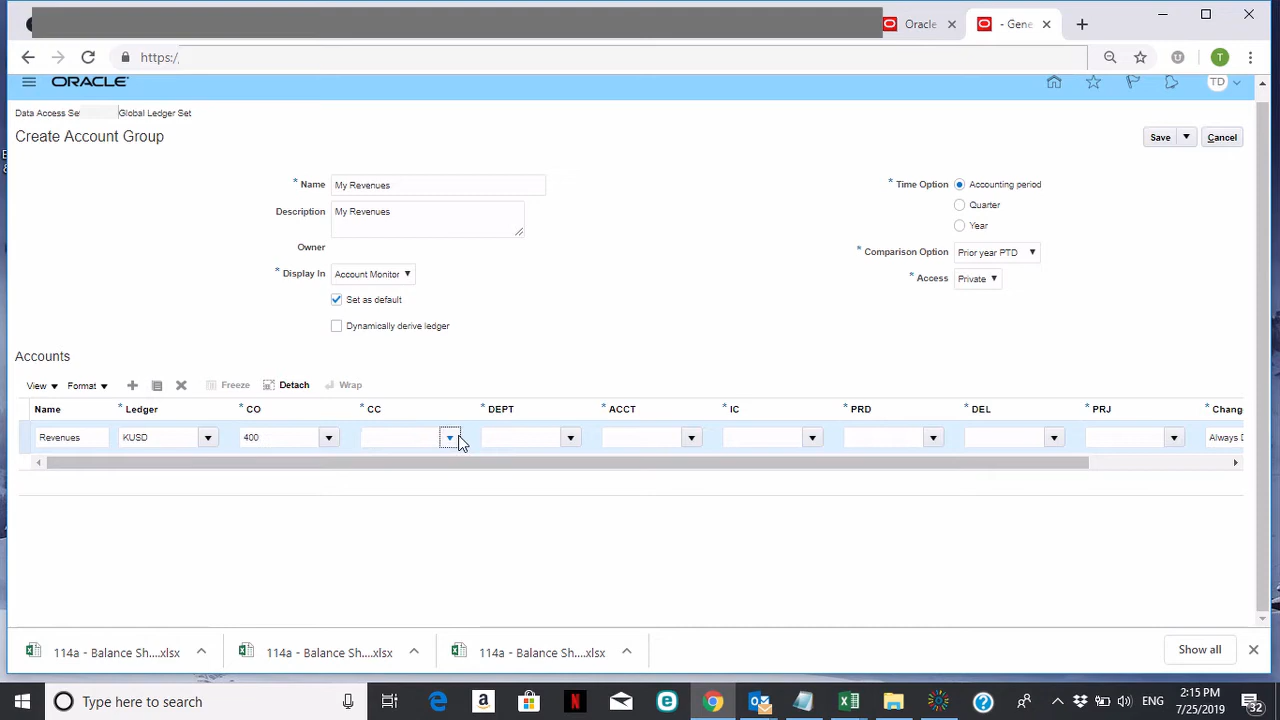 Oracle
- Gene
https:/
ORACLE
TD
Data Access Se
Global Ledger Set
Create Account Group
Save
Cancel
* Name My Revenues
Description My Revenues
Owner
* Display In Account Monitor
Set as default
Dynamically derive ledger
* Time Option Accounting period
Quarter
Year
* Comparison Option Prior year PTD
* Access Private
Accounts
View Format Freeze Detach Wrap
Name * Ledger * CO * CC * DEPT * ACCT * IC * PRD * DEL * PRJ * Chang
Revenues KUSD 400 Always D
114a - Balance Sh....xlsx 114a - Balance Sh....xlsx 114a - Balance Sh....xlsx Show all
Type here to search
ENG
2:15 PM
7/25/2019
32